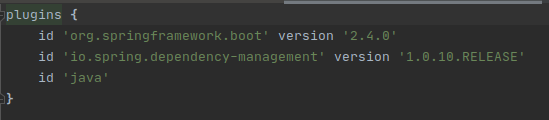 plugins {
    id 'org.springframework.boot' version '2.4.0'
    id 'io.spring.dependency-management' version '1.0.10.RELEASE'
    id 'java'
}